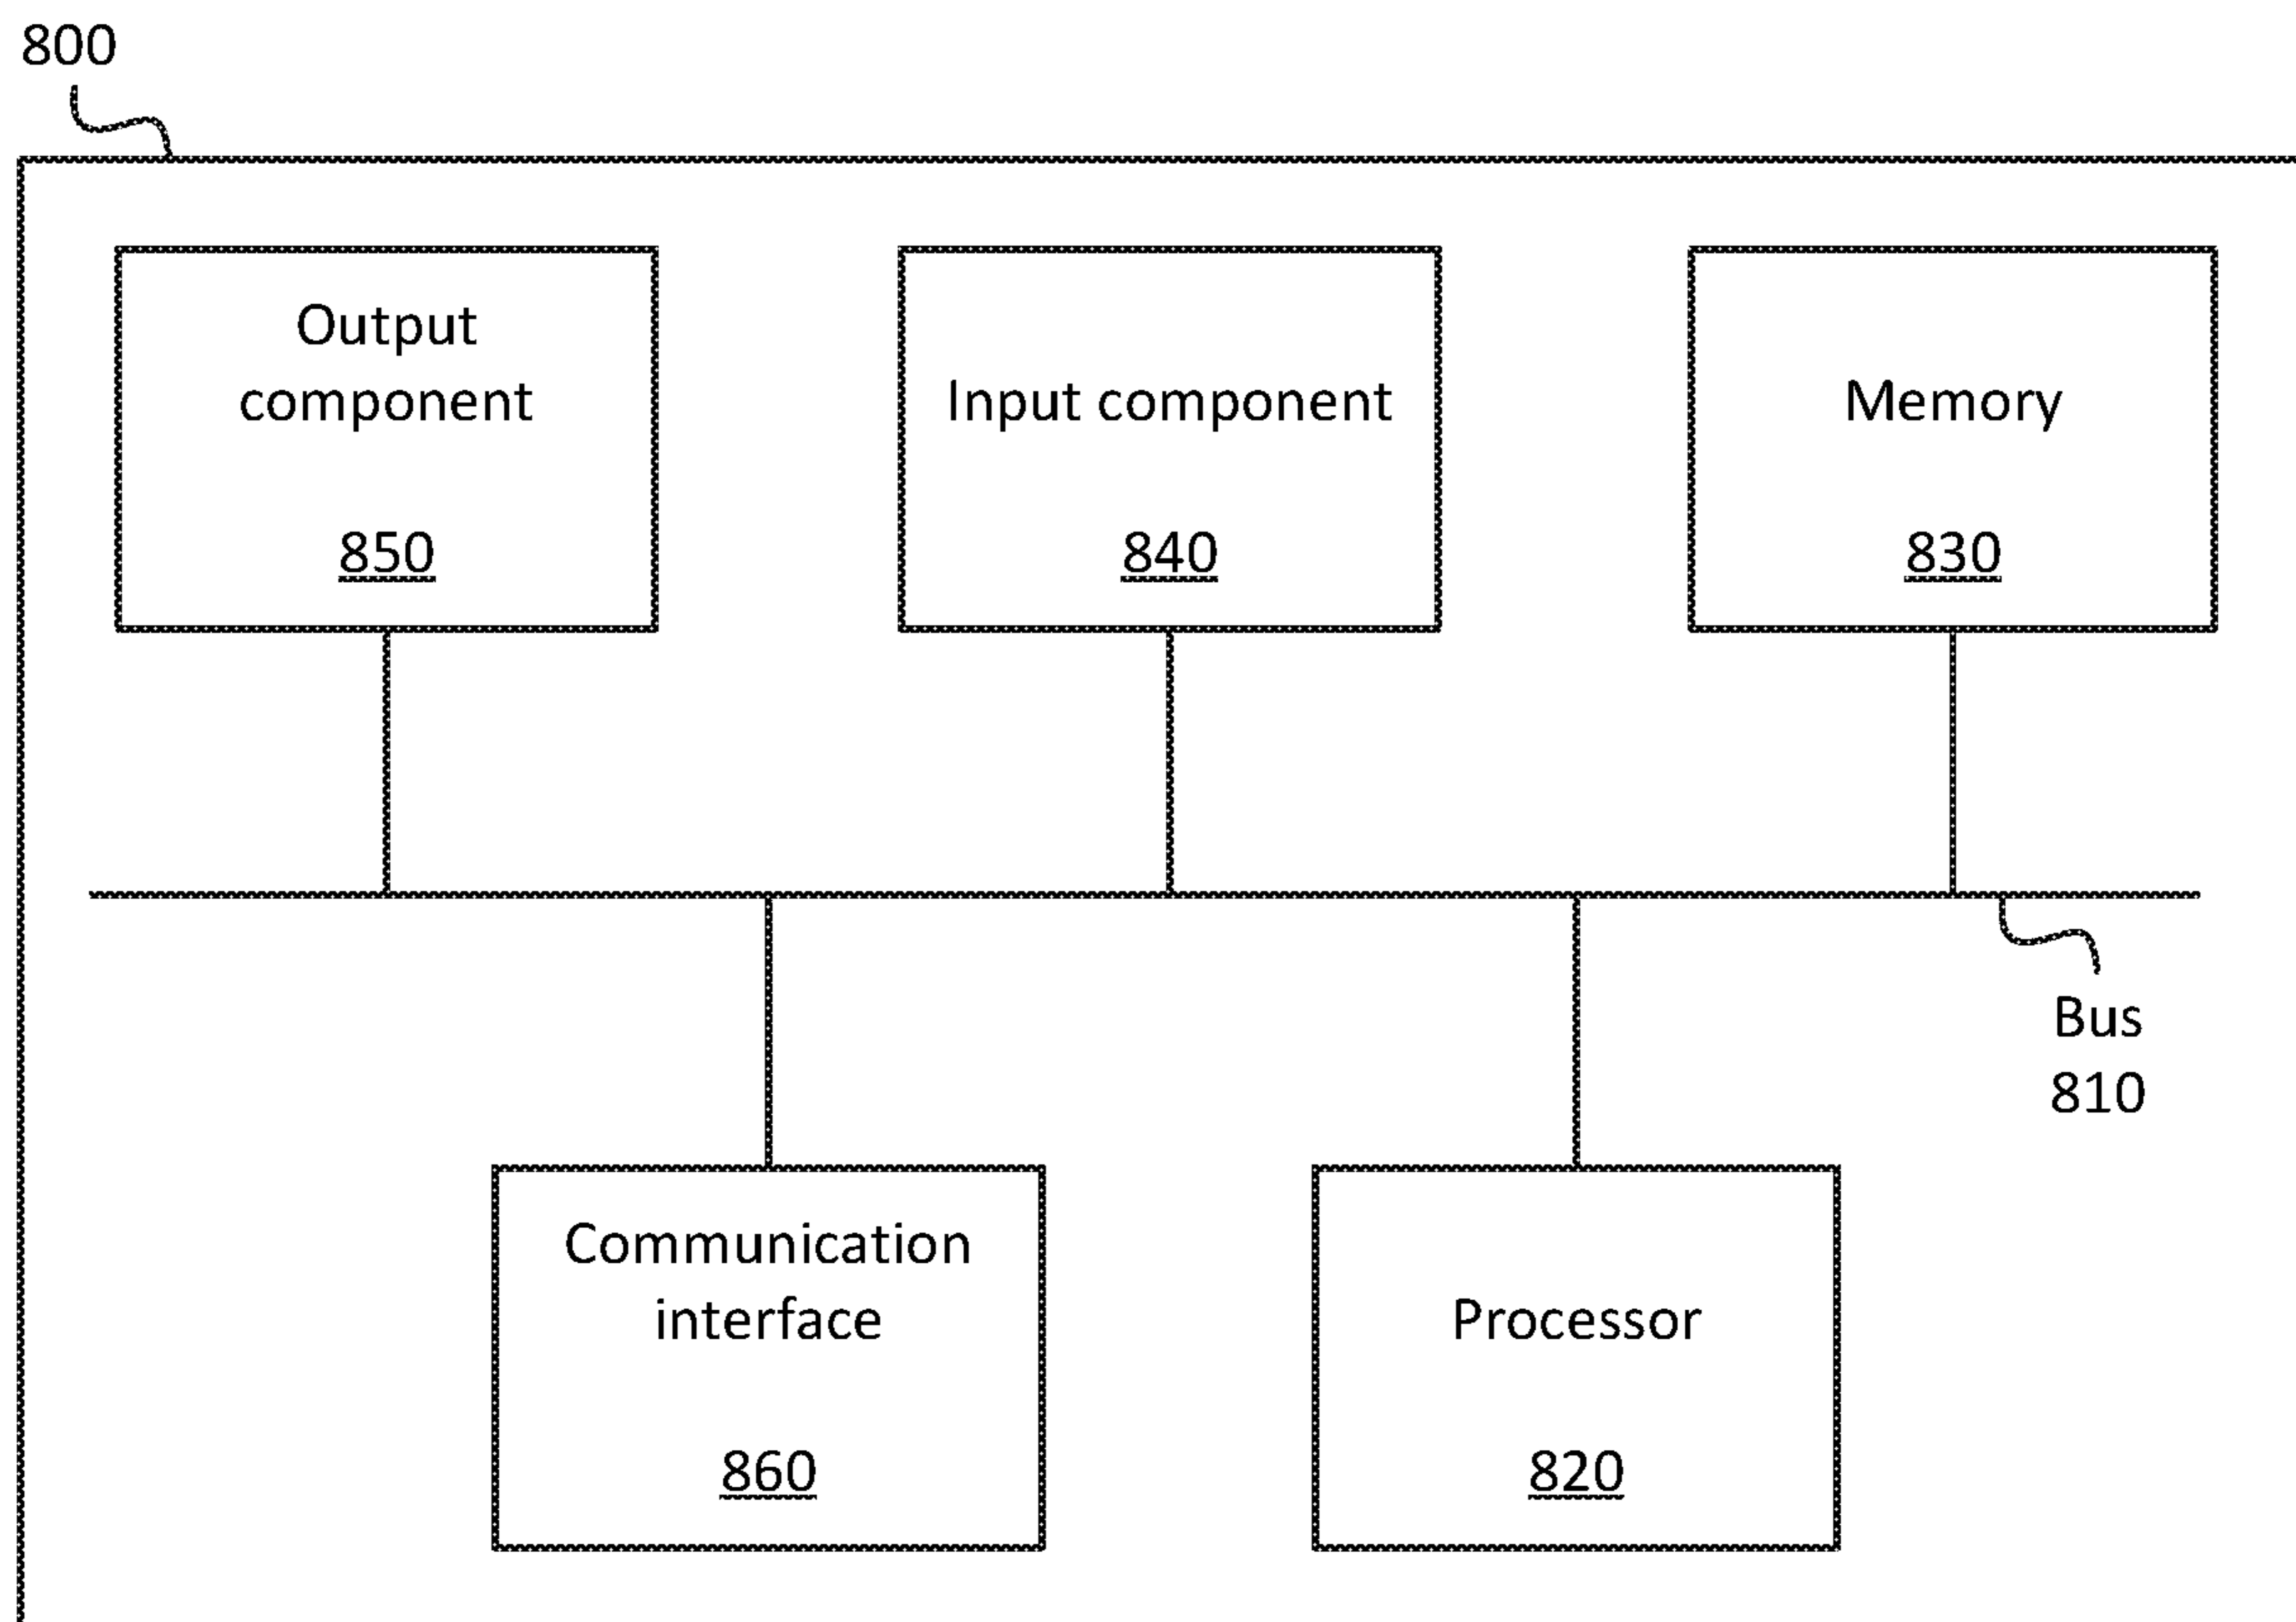 800
Output
component
850
Input component
840
Memory
830
Bus
810
Communication
interface
860
Processor
820